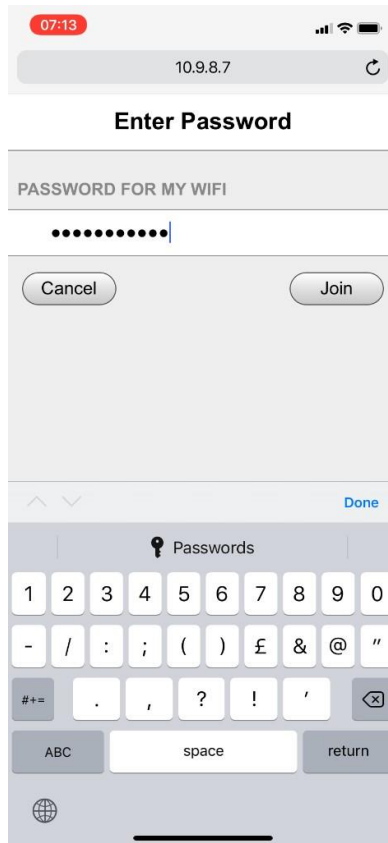 07:13
10.9.8.7
Enter Password
PASSWORD FOR MY WIFI
•••••••••••
Cancel Join
Done
Passwords
1 2 3 4 5 6 7 8 9 0
- / : ; ( ) £ & @ "
#+= . , ? ! '
ABC space return